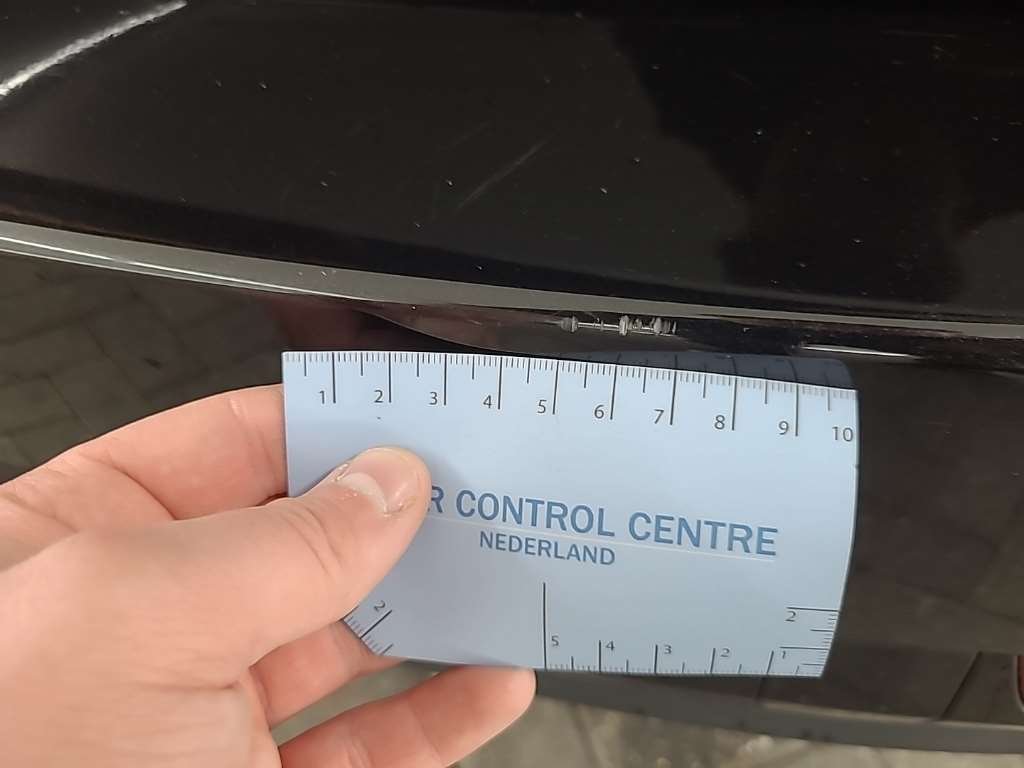 1 2 3 4 5 6 7 8 9 10
R CONTROL CENTRE
NEDERLAND
2 5 4 3 2 1 2